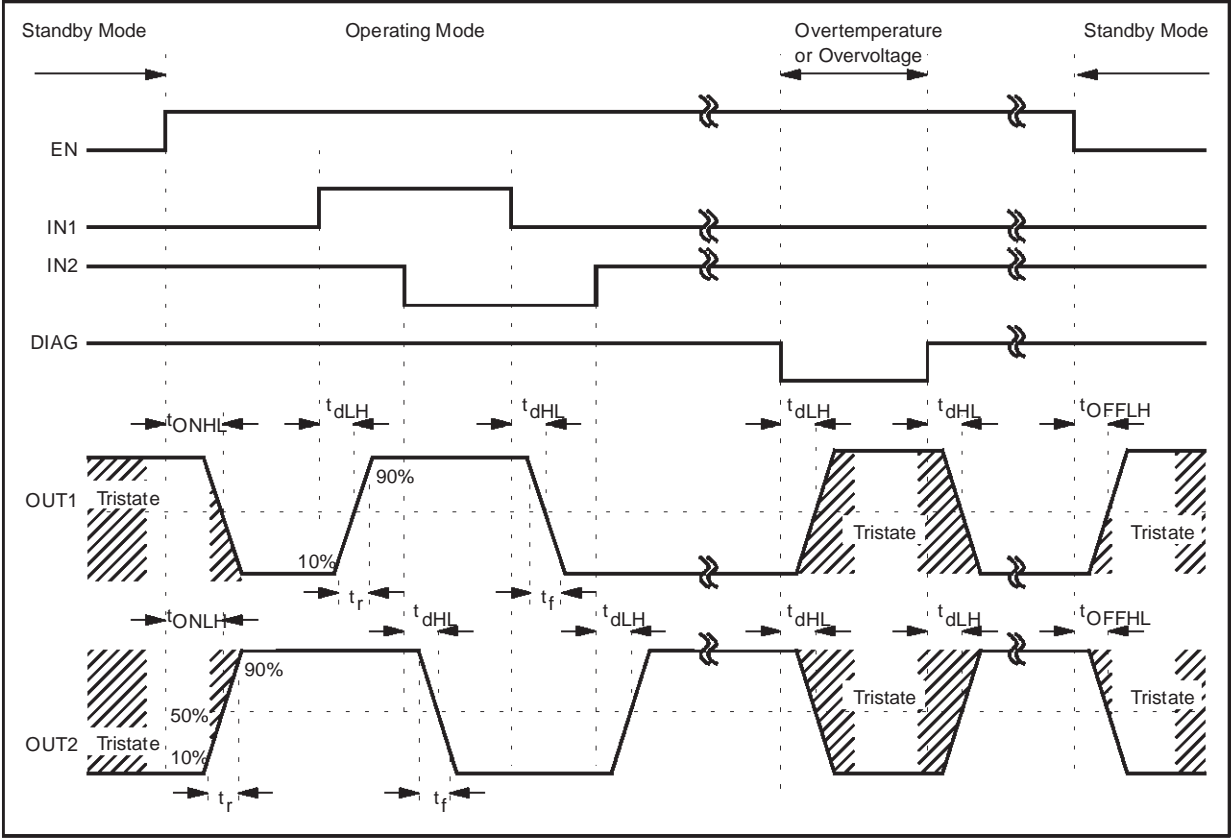 Standby Mode
Operating Mode
Overtemperature
or Overvoltage
Standby Mode
EN
IN1
IN2
DIAG
tONHL
tdLH
tdHL
tdLH
tdHL
tOFFLH
OUT1
Tristate
90%
10%
Tristate
Tristate
tr
tf
tONLH
tdHL
tdLH
tdHL
tdLH
tOFFHL
90%
50%
10%
OUT2
Tristate
Tristate
Tristate
tr
tf